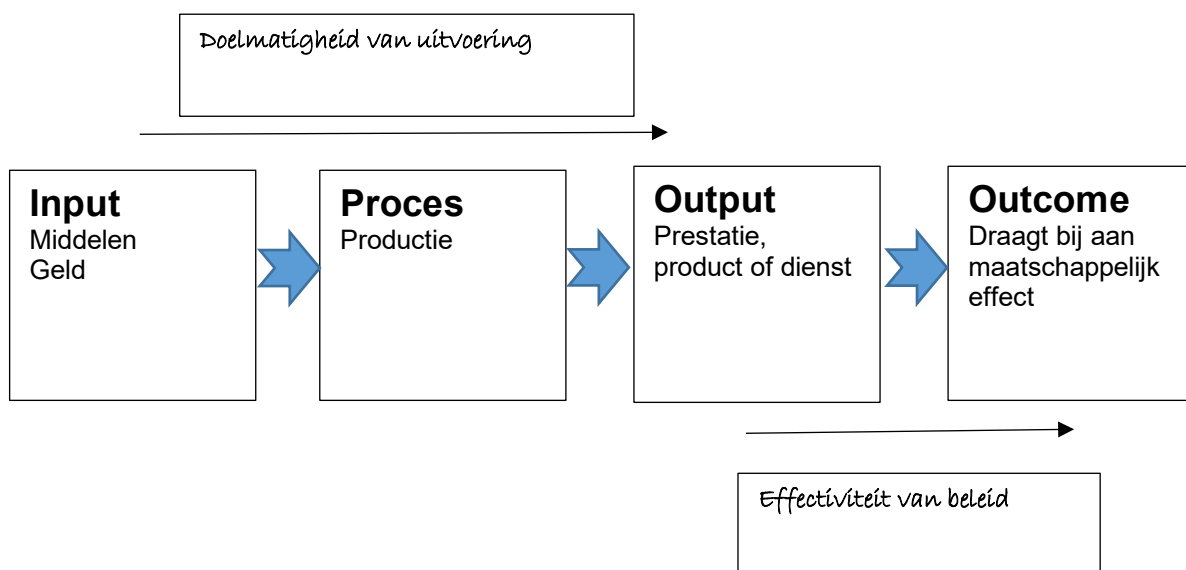 Doelmatigheid van uitvoering
Input
Middelen
Geld
Proces
Productie
Output
Prestatie,
product of dienst
Outcome
Draagt bij aan
maatschappelijk
effect
Effectiviteit van beleid